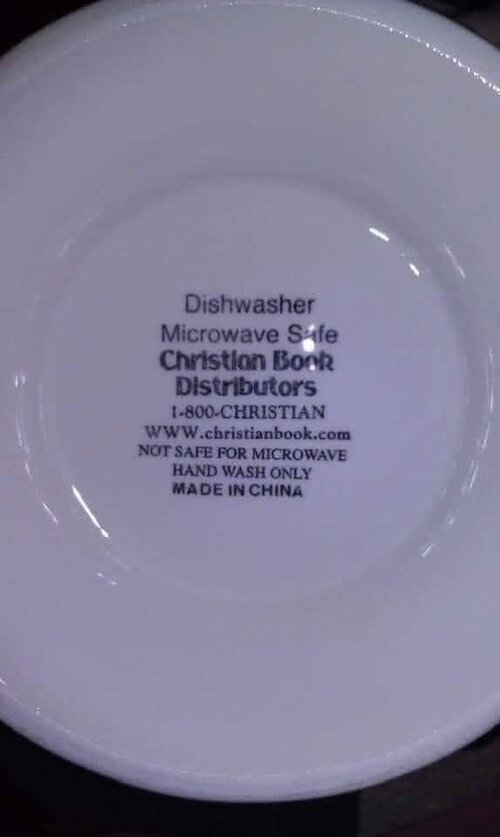 Dishwasher
Microwave Safe
Christian Book
Distributors
1-800-CHRISTIAN
WWW.christianbook.com
NOT SAFE FOR MICROWAVE
HAND WASH ONLY
MADE IN CHINA